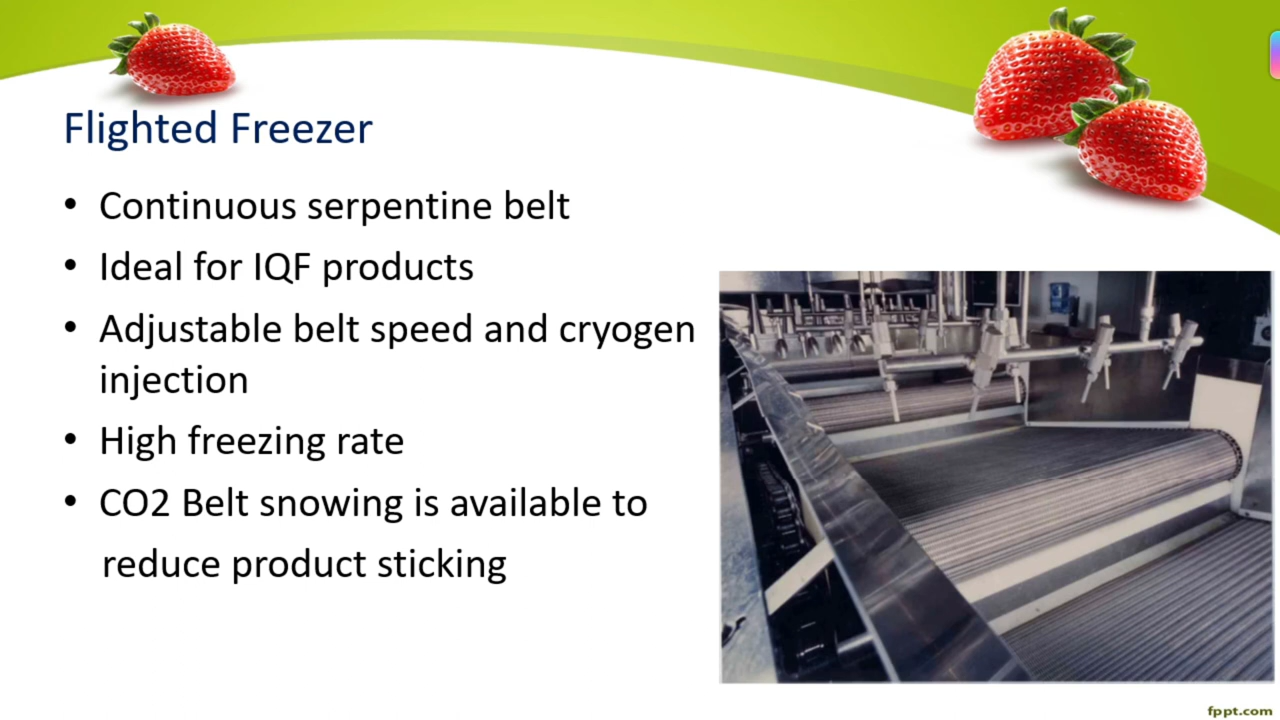 Flighted Freezer
• Continuous serpentine belt
• Ideal for IQF products
• Adjustable belt speed and cryogen
injection
• High freezing rate
• CO2 Belt snowing is available to
reduce product sticking
fppt.com